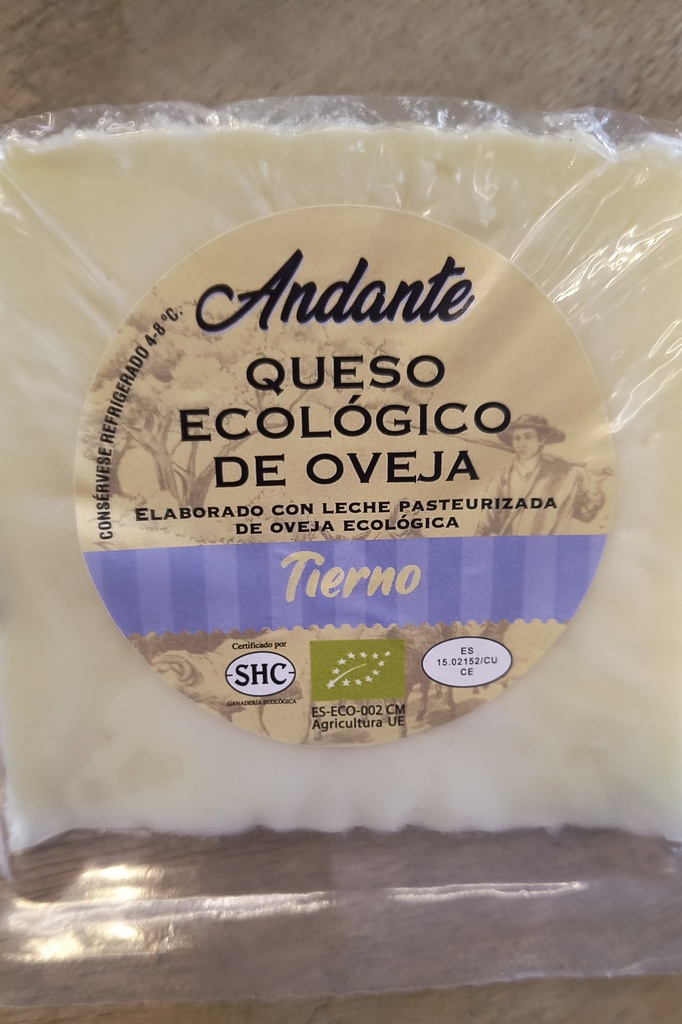 Andante
QUESO
ECOLÓGICO
DE OVEJA
ELABORADO CON LECHE PASTEURIZADA
DE OVEJA ECOLÓGICA
CONSÉRVESE REFRIGERADO 4-8 ºC.
Tierno
Certificado por
SHC
GANADERÍA ECOLÓGICA
ES-ECO-002 CM
Agricultura UE
ES
15.02152/CU
CE